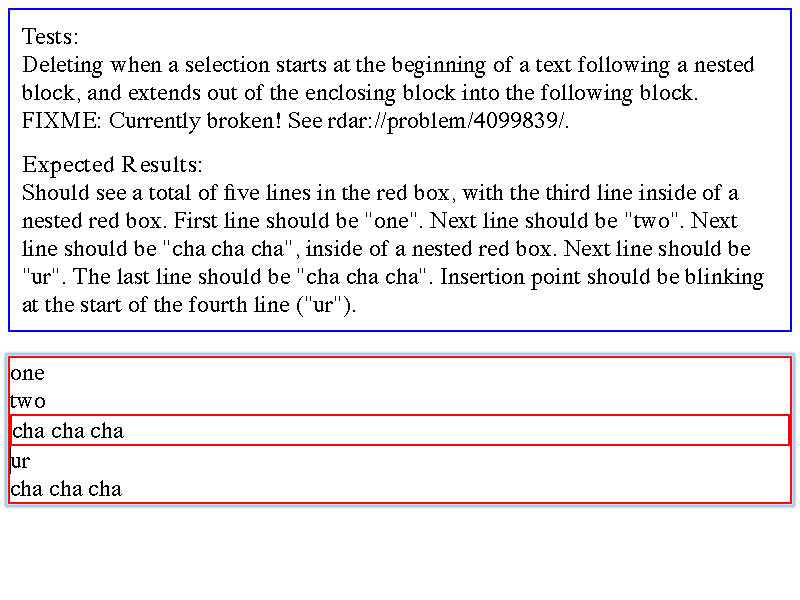 Tests:
Deleting when a selection starts at the beginning of a text following a nested
block, and extends out of the enclosing block into the following block.
FIXME: Currently broken! See rdar://problem/4099839/.
Expected Results:
Should see a total of five lines in the red box, with the third line inside of a
nested red box. First line should be "one". Next line should be "two". Next
line should be "cha cha cha", inside of a nested red box. Next line should be
"ur". The last line should be "cha cha cha". Insertion point should be blinking
at the start of the fourth line ("ur").
one
two
cha cha cha
ur
cha cha cha